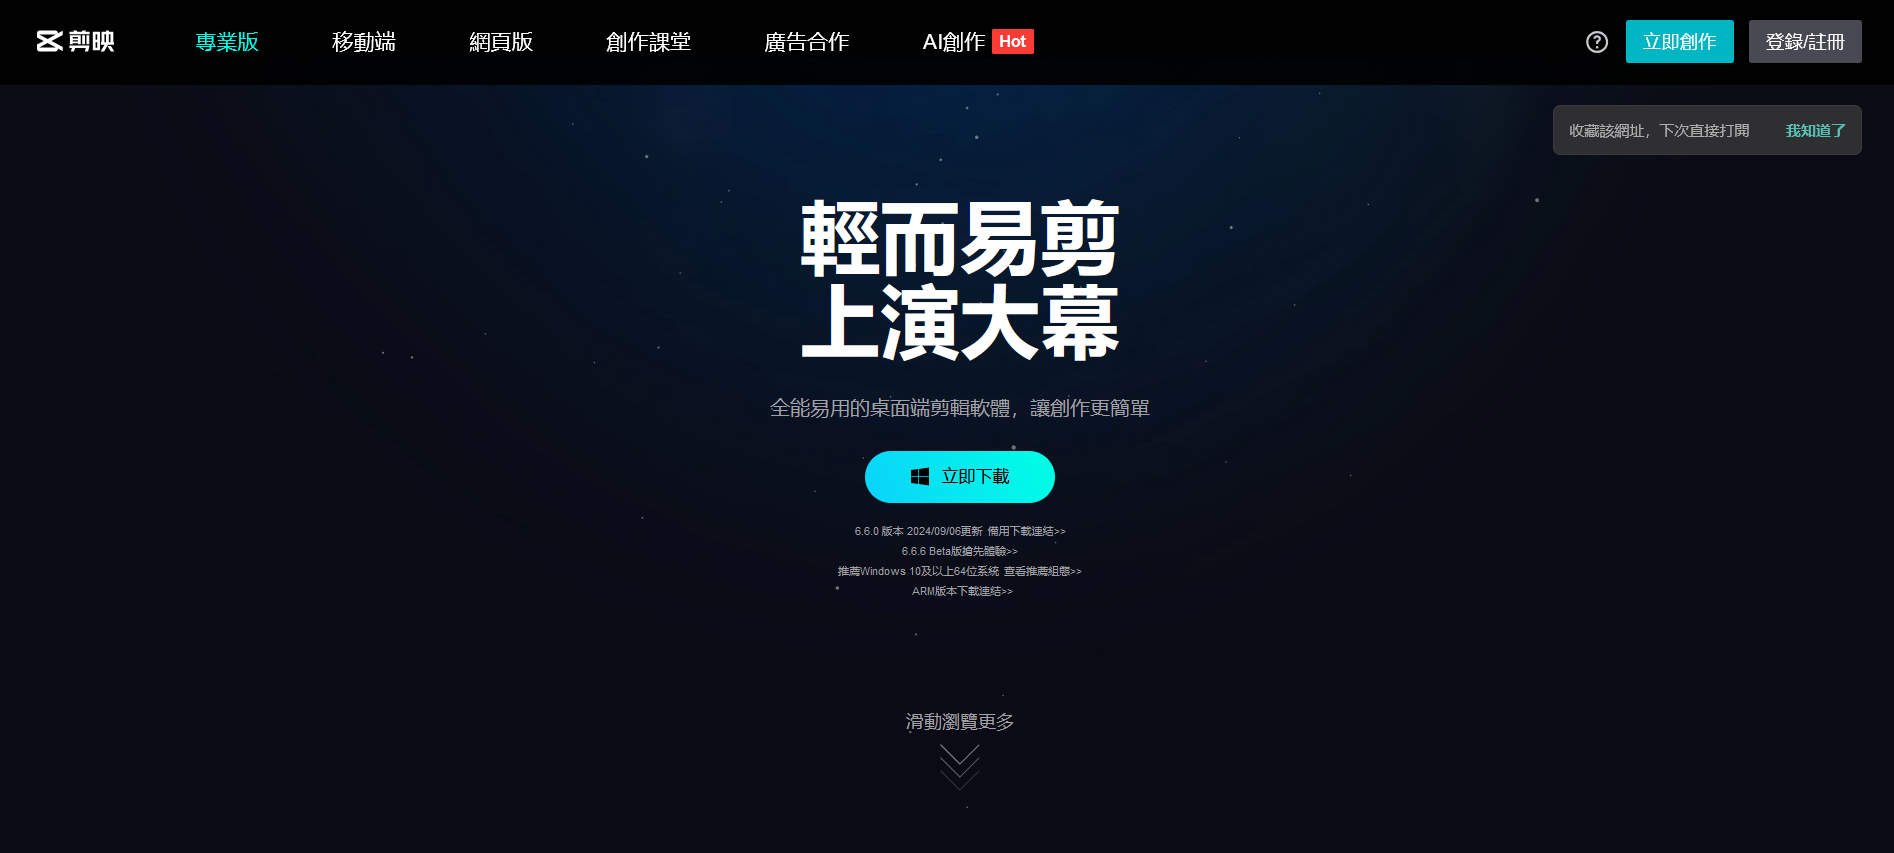 剪映 專業版 移動端 網頁版 創作課堂 廣告合作 AI創作 Hot 立即創作 登錄/註冊
收藏該網址，下次直接打開 我知道了
輕而易剪
上演大幕
全能易用的桌面端剪輯軟體，讓創作更簡單
立即下載
6.6.0 版本 2024/09/06更新 備用下載連結>>
6.6.6 Beta版搶先體驗>>
推薦Windows 10及以上64位系統 查看推薦組態>>
ARM版本下載連結>>
滑動瀏覽更多